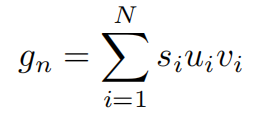 g_n = \sum_{i=1}^{N} s_i u_i v_i